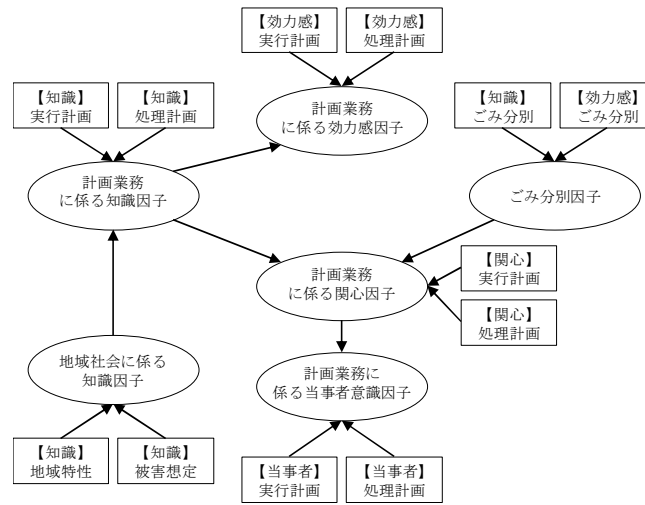 【効力感】
実行計画
【効力感】
処理計画
【知識】
実行計画
【知識】
処理計画
計画業務
に係る効力感因子
【知識】
ごみ分別
【効力感】
ごみ分別
計画業務
に係る知識因子
ごみ分別因子
計画業務
に係る関心因子
【関心】
実行計画
【関心】
処理計画
地域社会に係る
知識因子
計画業務に
係る当事者意識因子
【知識】
地域特性
【知識】
被害想定
【当事者】
実行計画
【当事者】
処理計画